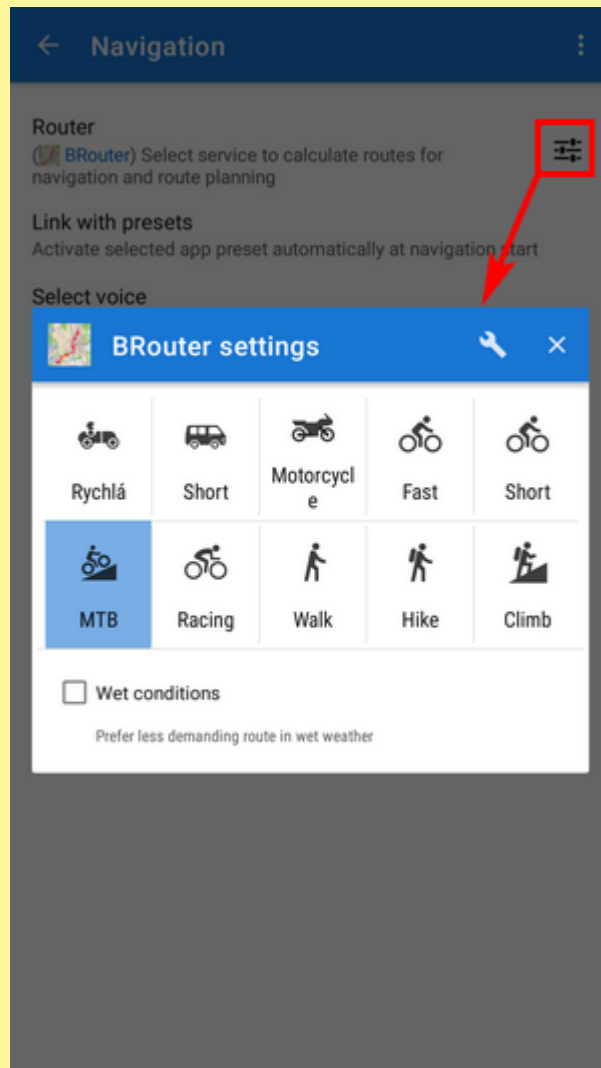 Navigation
Router
(BRouter) Select service to calculate routes for
navigation and route planning
Link with presets
Activate selected app preset automatically at navigation start
Select voice
BRouter settings
Rychlá
Short
Motorcycl
e
Fast
Short
MTB
Racing
Walk
Hike
Climb
Wet conditions
Prefer less demanding route in wet weather